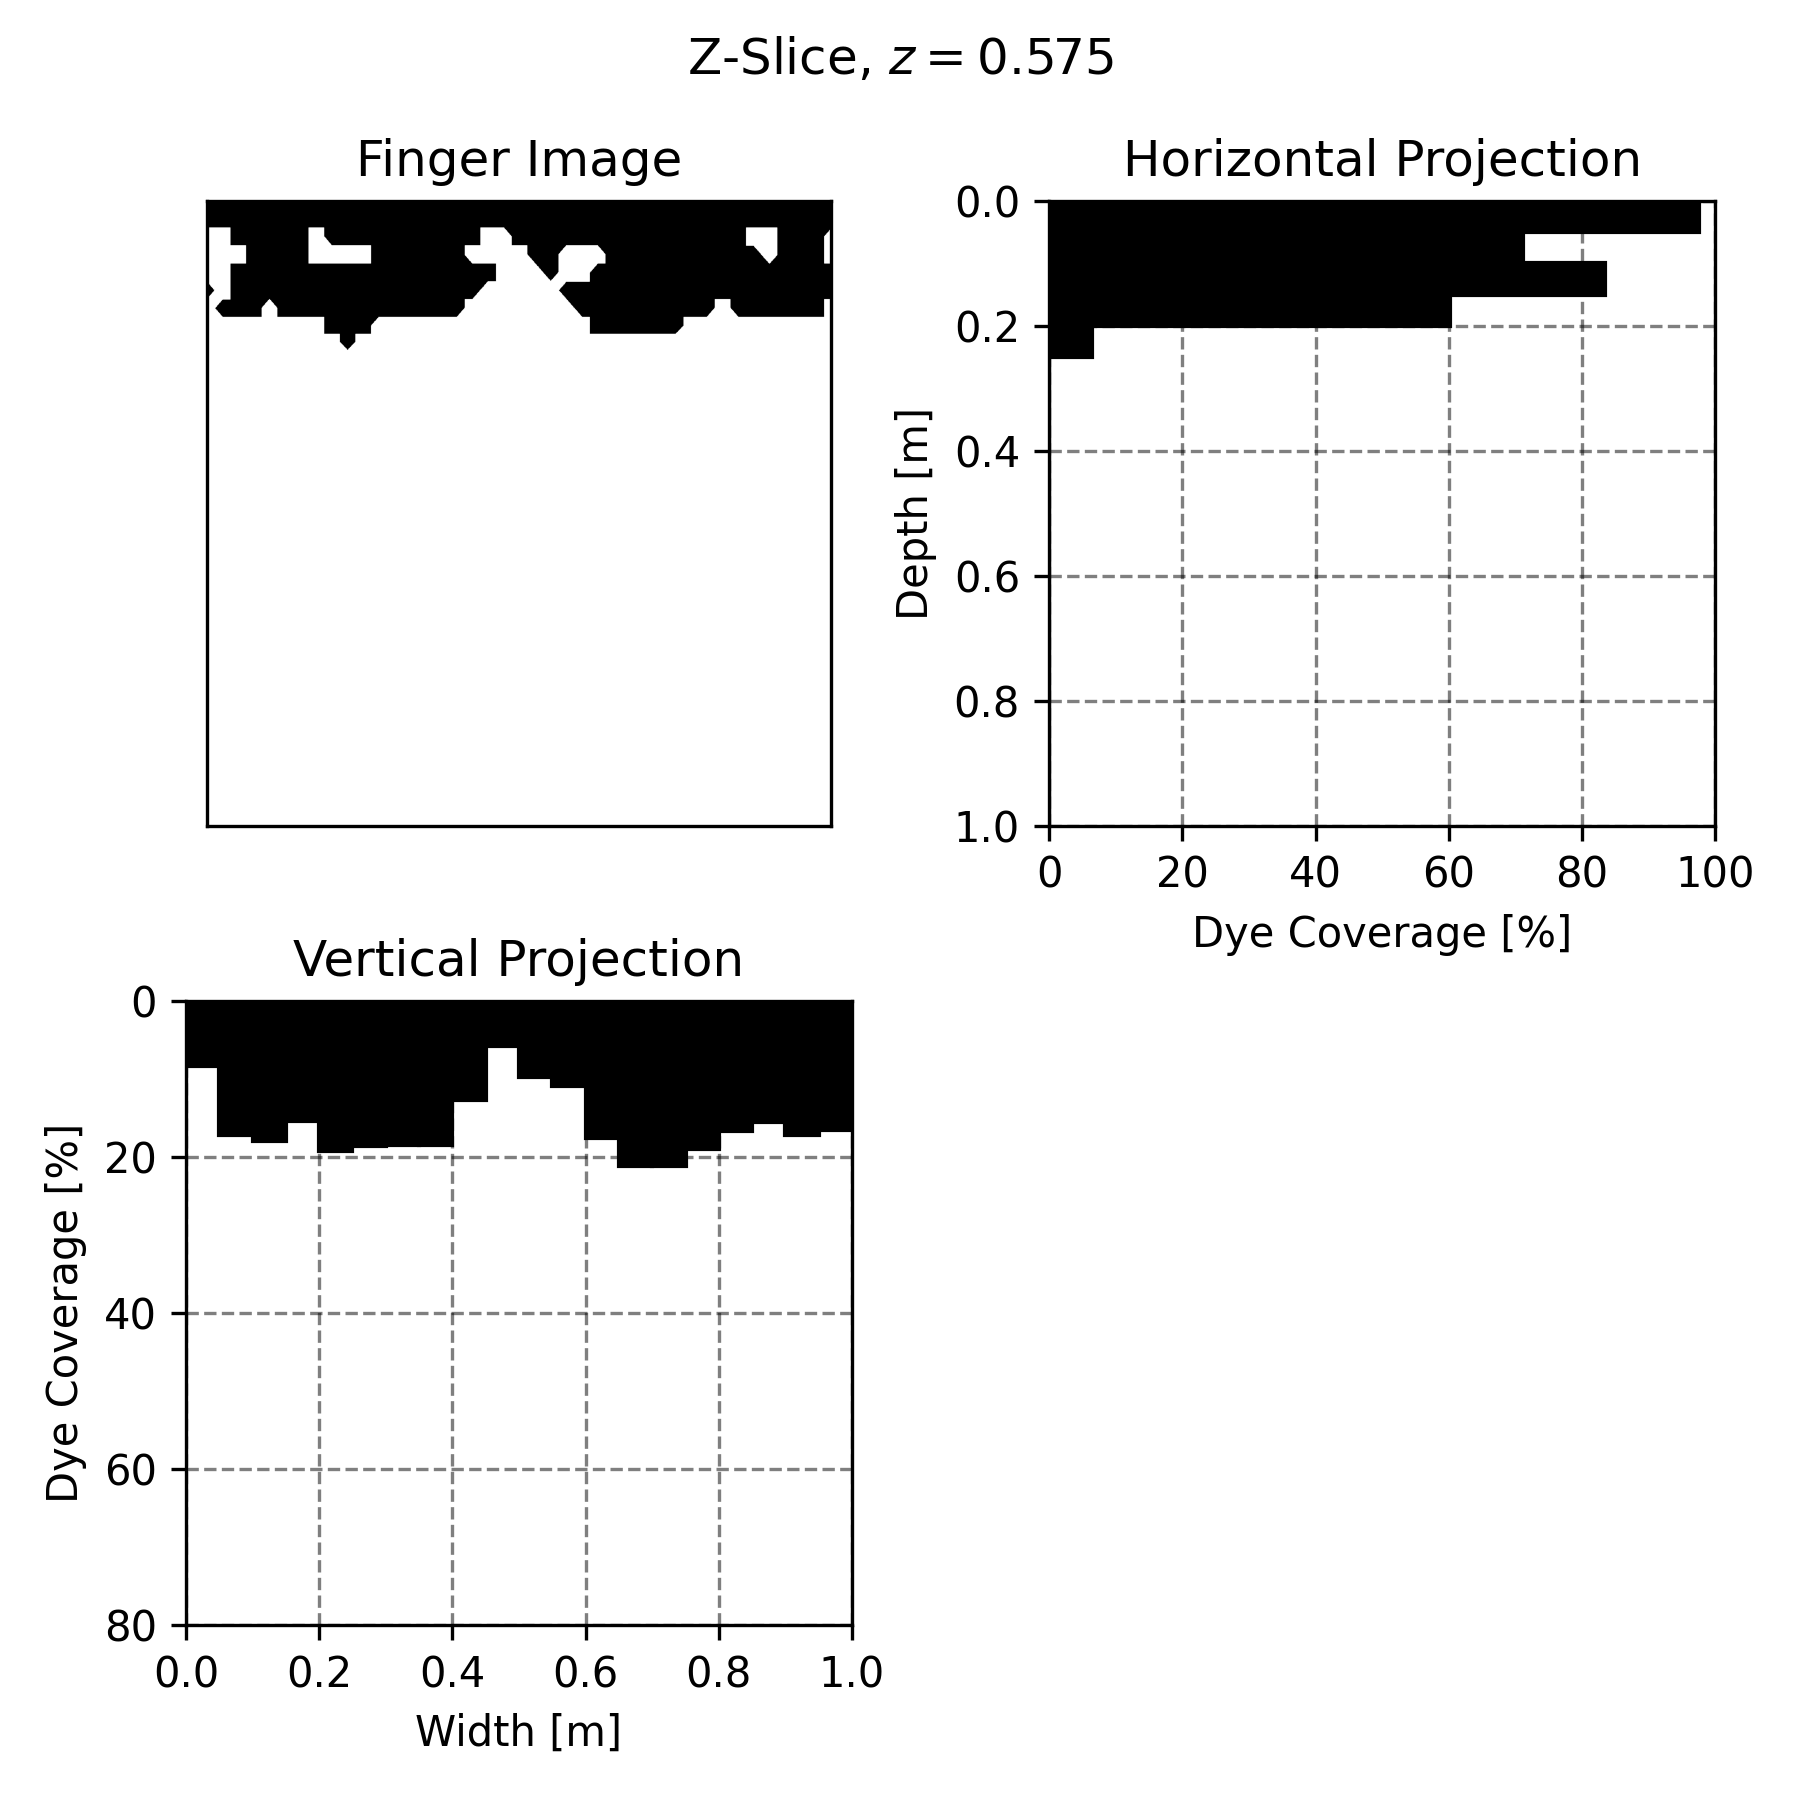 Z-Slice, z = 0.575
Finger Image
Horizontal Projection
0.0
0.2
0.4
0.6
0.8
1.0
Depth [m]
0 20 40 60 80 100
Dye Coverage [%]
Vertical Projection
0
20
40
60
80
Dye Coverage [%]
0.0 0.2 0.4 0.6 0.8 1.0
Width [m]